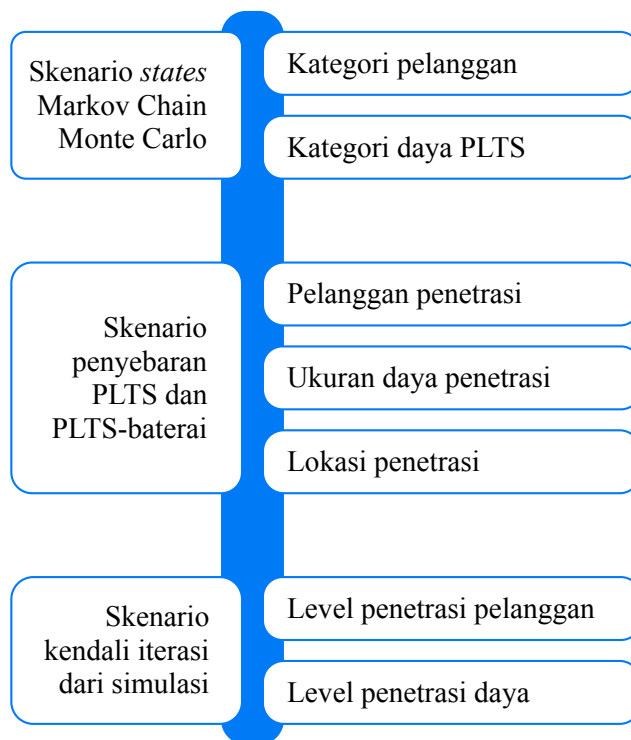 Skenario states
Markov Chain
Monte Carlo
Kategori pelanggan
Kategori daya PLTS
Skenario
penyebaran
PLTS dan
PLTS-baterai
Pelanggan penetrasi
Ukuran daya penetrasi
Lokasi penetrasi
Skenario
kendali iterasi
dari simulasi
Level penetrasi pelanggan
Level penetrasi daya